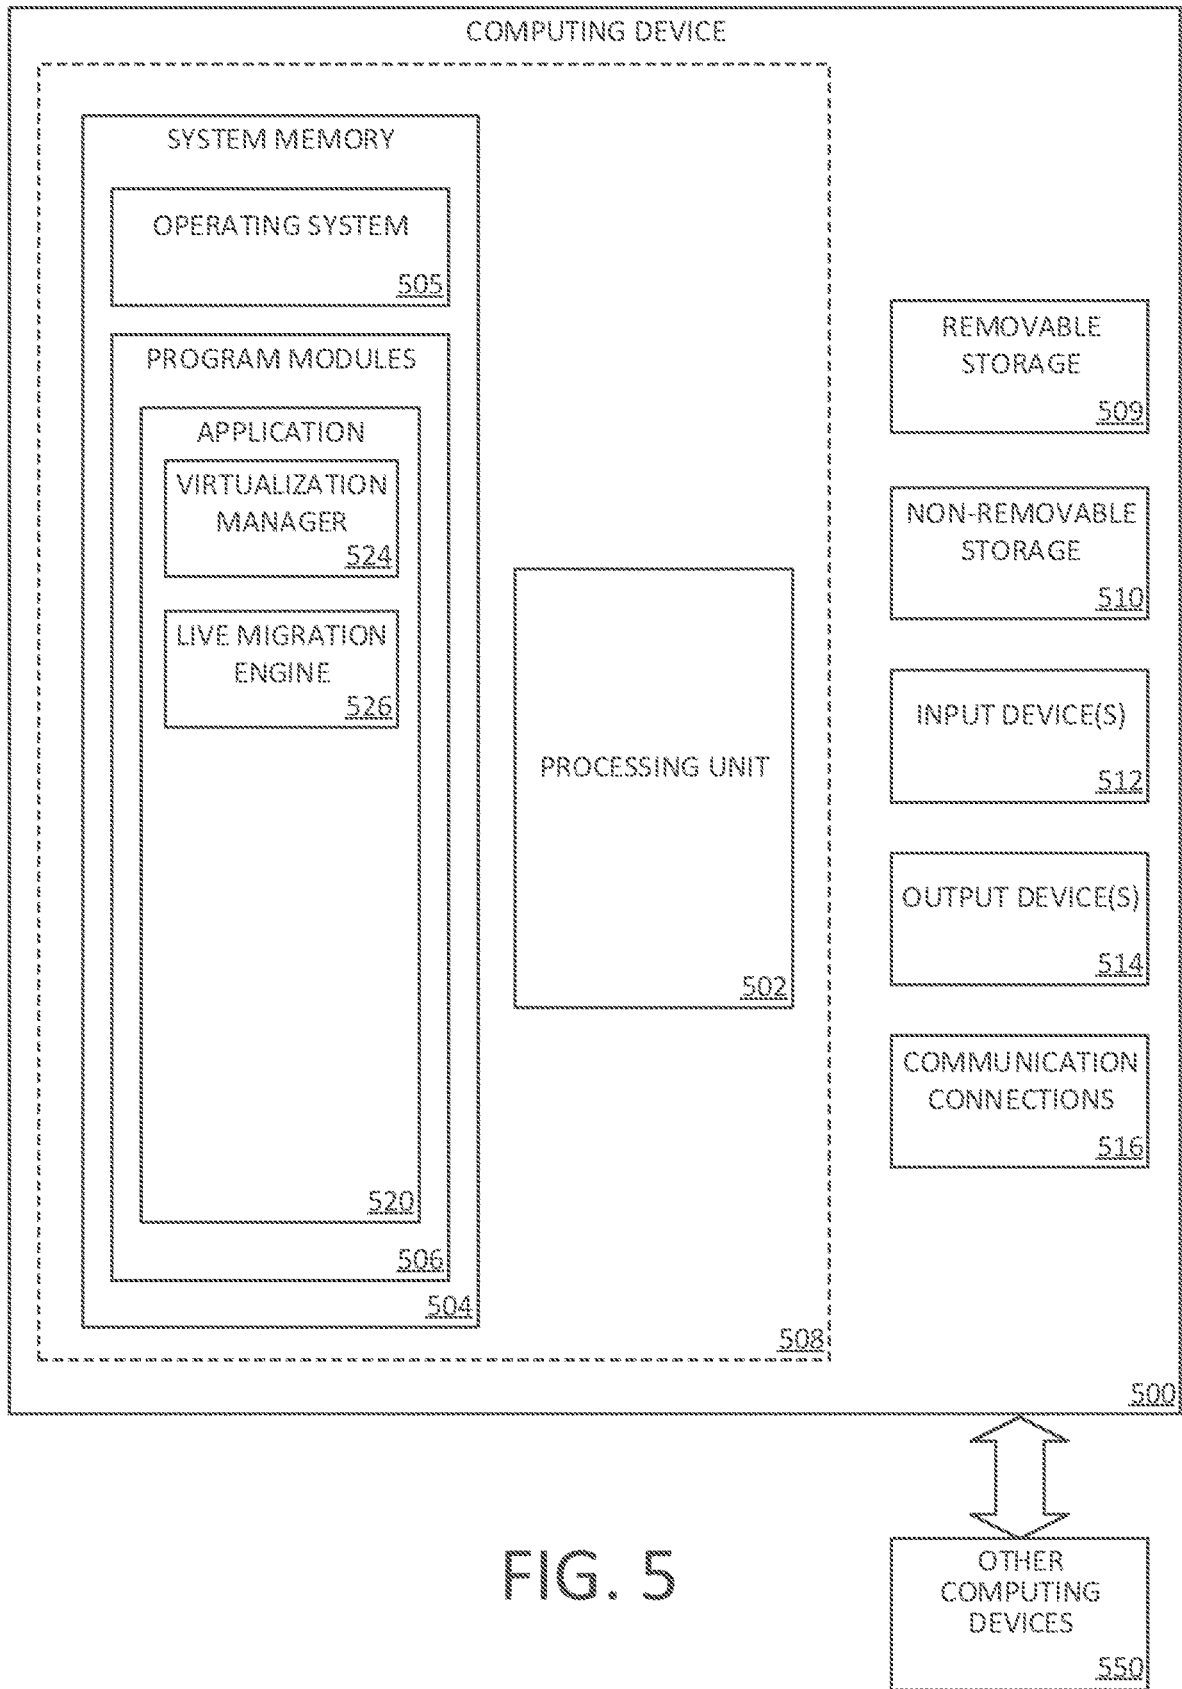 COMPUTING DEVICE
SYSTEM MEMORY
OPERATING SYSTEM
505
PROGRAM MODULES
APPLICATION
VIRTUALIZATION
MANAGER
524
LIVE MIGRATION
ENGINE
526
520
506
504
PROCESSING UNIT
502
508
REMOVABLE
STORAGE
509
NON-REMOVABLE
STORAGE
510
INPUT DEVICE(S)
512
OUTPUT DEVICE(S)
514
COMMUNICATION
CONNECTIONS
516
500
OTHER
COMPUTING
DEVICES
550
FIG. 5